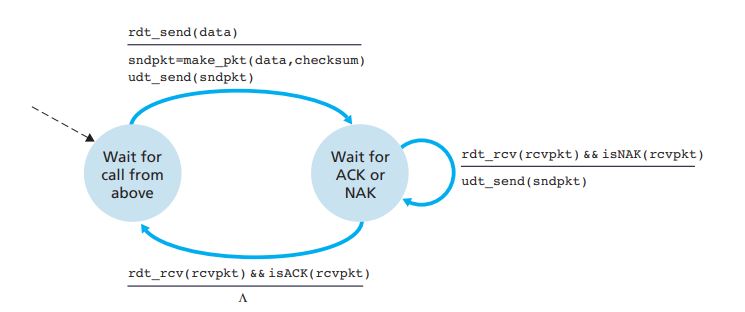 rdt_send(data)
sndpkt=make_pkt(data,checksum)
udt_send(sndpkt)
Wait for
call from
above
Wait for
ACK or
NAK
rdt_rcv(rcvpkt) && isNAK(rcvpkt)
udt_send(sndpkt)
rdt_rcv(rcvpkt) && isACK(rcvpkt)
Λ